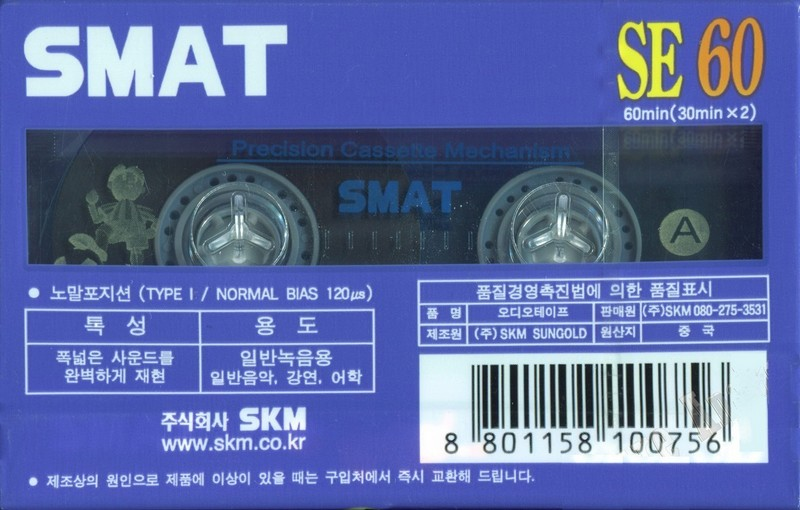 SMAT
SE 60
60min(30min×2)
Precision Cassette Mechanism
SMAT
A
• 노말포지션 (TYPE I / NORMAL BIAS 120μs)
특 성 용 도
폭넓은 사운드를 완벽하게 재현
일반녹음용
일반음악, 강연, 어학
품질경영촉진법에 의한 품질표시
품 명 오디오테이프 판매원 (주)SKM 080-275-3531
제조원 (주) SKM SUNGOLD 원산지 중 국
주식회사 SKM
www.skm.co.kr
8 801158 100756
• 제조상의 원인으로 제품에 이상이 있을 때는 구입처에서 즉시 교환해 드립니다.